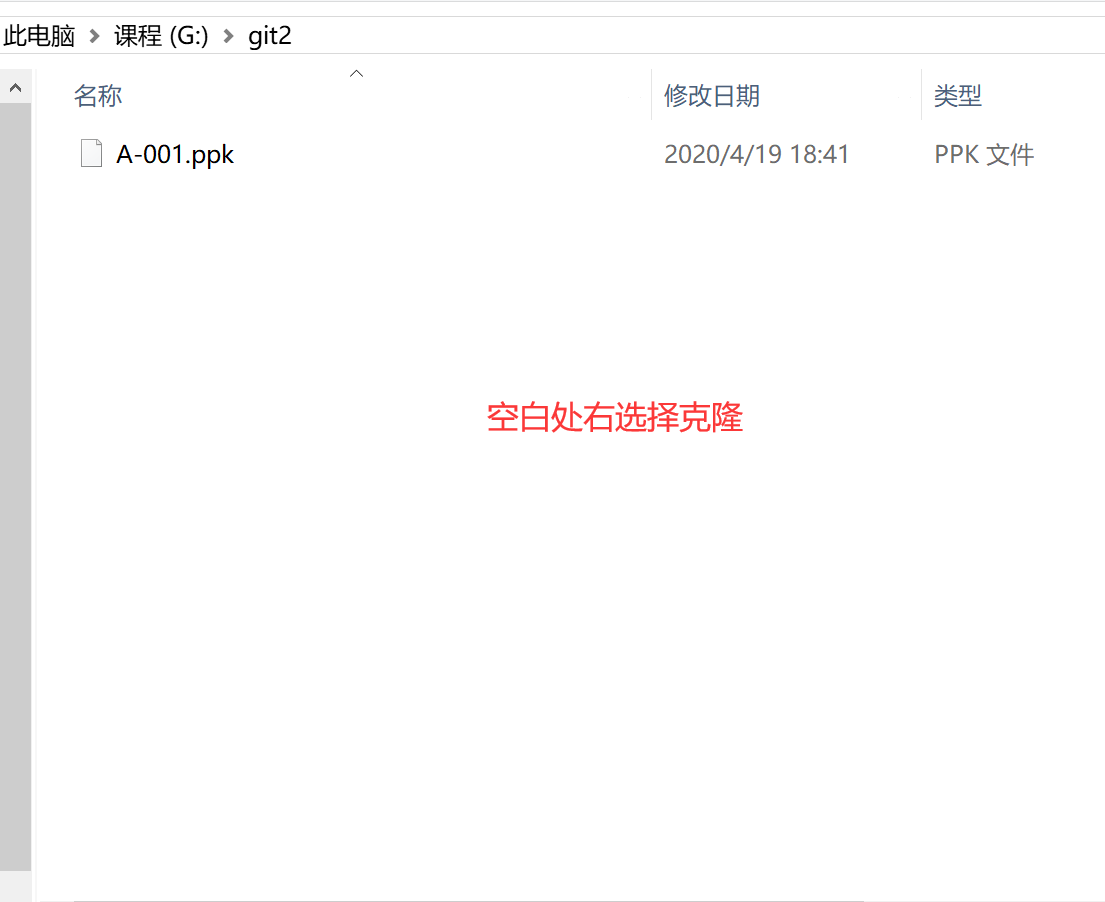 此电脑 > 课程 (G:) > git2
名称 修改日期 类型
A-001.ppk 2020/4/19 18:41 PPK 文件
空白处右选择克隆